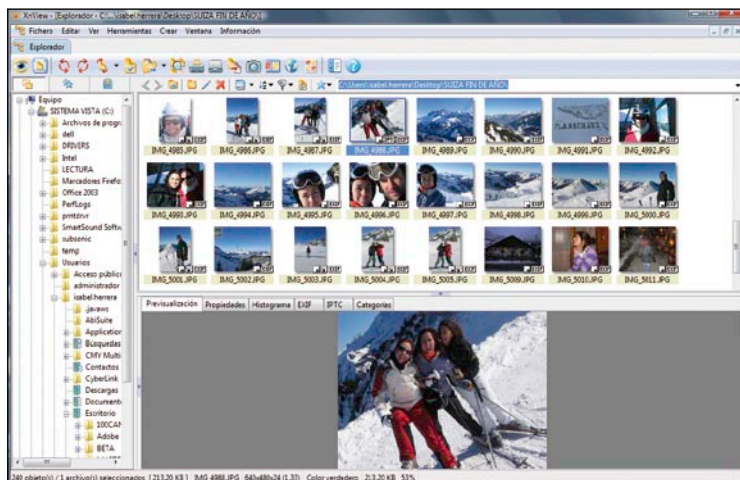 XnView - [Explorador - C:\...\isabel.herrera\Desktop\SUIZA FIN DE AÑO\]
Fichero Editar Ver Herramientas Crear Ventana Información
Explorador
C:\Users\isabel.herrera\Desktop\SUIZA FIN DE AÑO\
Equipo
SISTEMA VISTA (C:)
Archivos de progr
dell
DRIVERS
Intel
LECTURA
Marcadores Firefo
Office 2003
PerfLogs
prntdrvr
SmartSound Softw
subsonic
temp
Usuarios
Acceso públic
administrador
isabel.herrera
.javaws
AbiSuite
Application
Búsquedas
CMY Multi
Contactos
CyberLink
Descargas
Document
Escritorio
100CAN
Adobe
BETA
IMG_4985.JPG IMG_4986.JPG IMG_4987.JPG IMG_4988.JPG IMG_4989.JPG IMG_4990.JPG IMG_4991.JPG IMG_4992.JPG
IMG_4993.JPG IMG_4994.JPG IMG_4995.JPG IMG_4996.JPG IMG_4997.JPG IMG_4998.JPG IMG_4999.JPG IMG_5000.JPG
IMG_5001.JPG IMG_5002.JPG IMG_5003.JPG IMG_5004.JPG IMG_5005.JPG IMG_5009.JPG IMG_5010.JPG IMG_5011.JPG
Previsualización Propiedades Histograma EXIF IPTC Categorías
240 objeto(s) / 1 archivo(s) seleccionados [ 213.20 KB ] IMG_4988.JPG 640x480x24 (1.33) Color verdadero 213.20 KB 53%